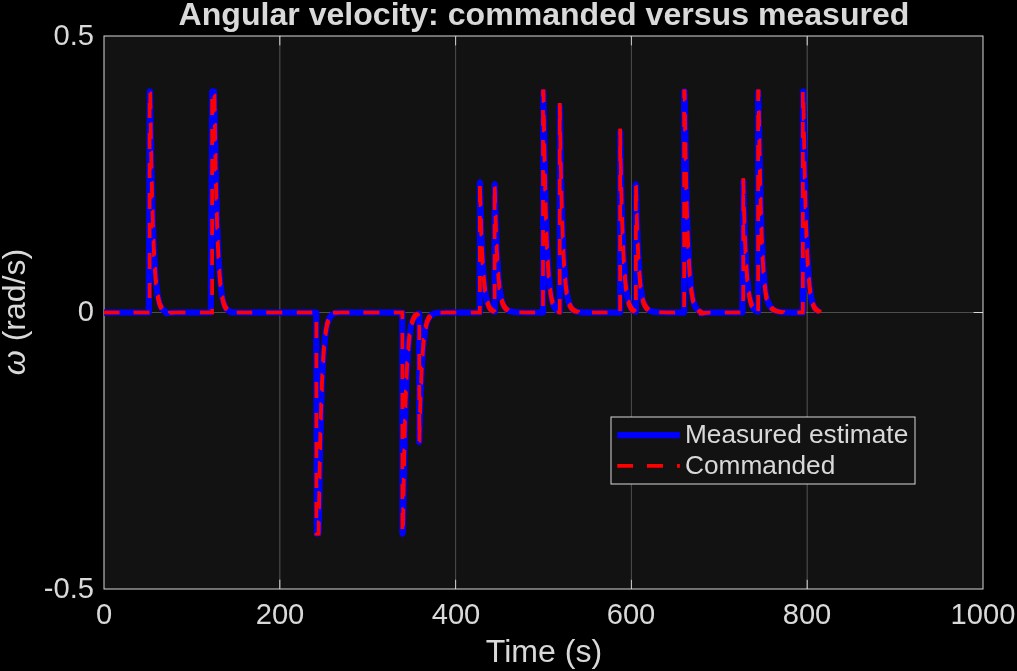 Angular velocity: commanded versus measured
0.5
0
-0.5
ω (rad/s)
Measured estimate
Commanded
0 200 400 600 800 1000
Time (s)